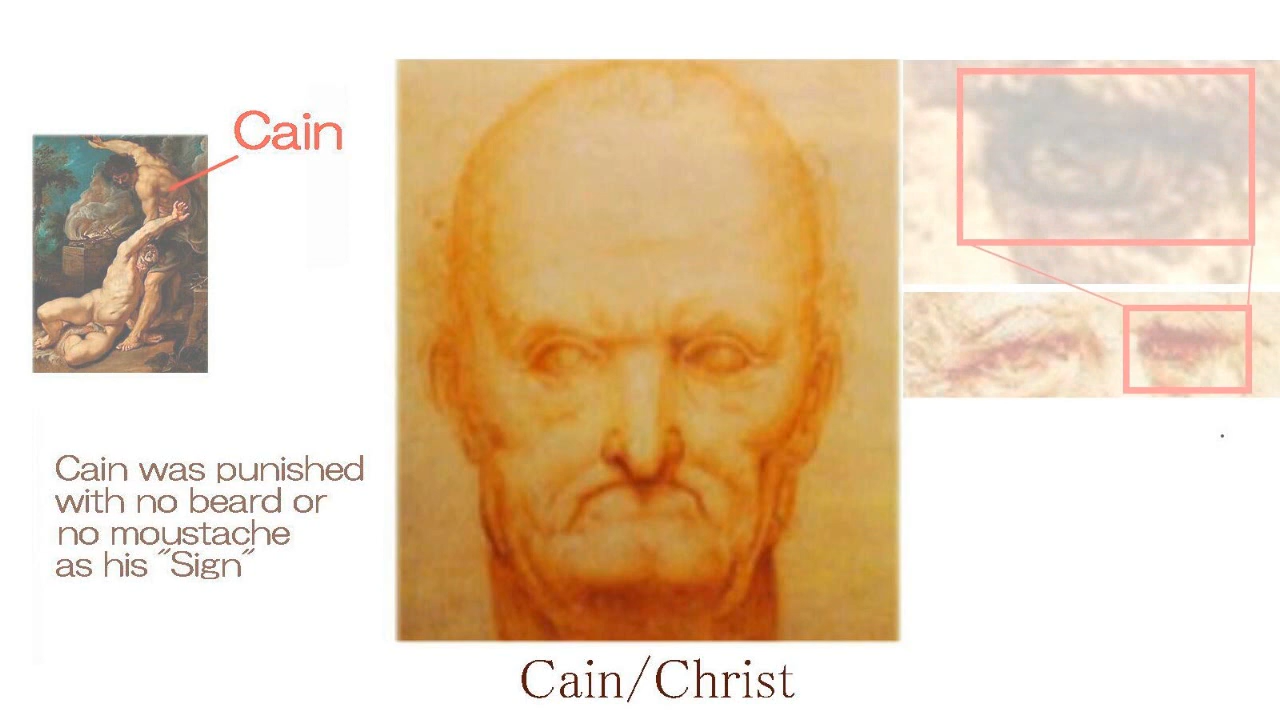 Cain
Cain was punished
with no beard or
no moustache
as his "Sign"
Cain/Christ